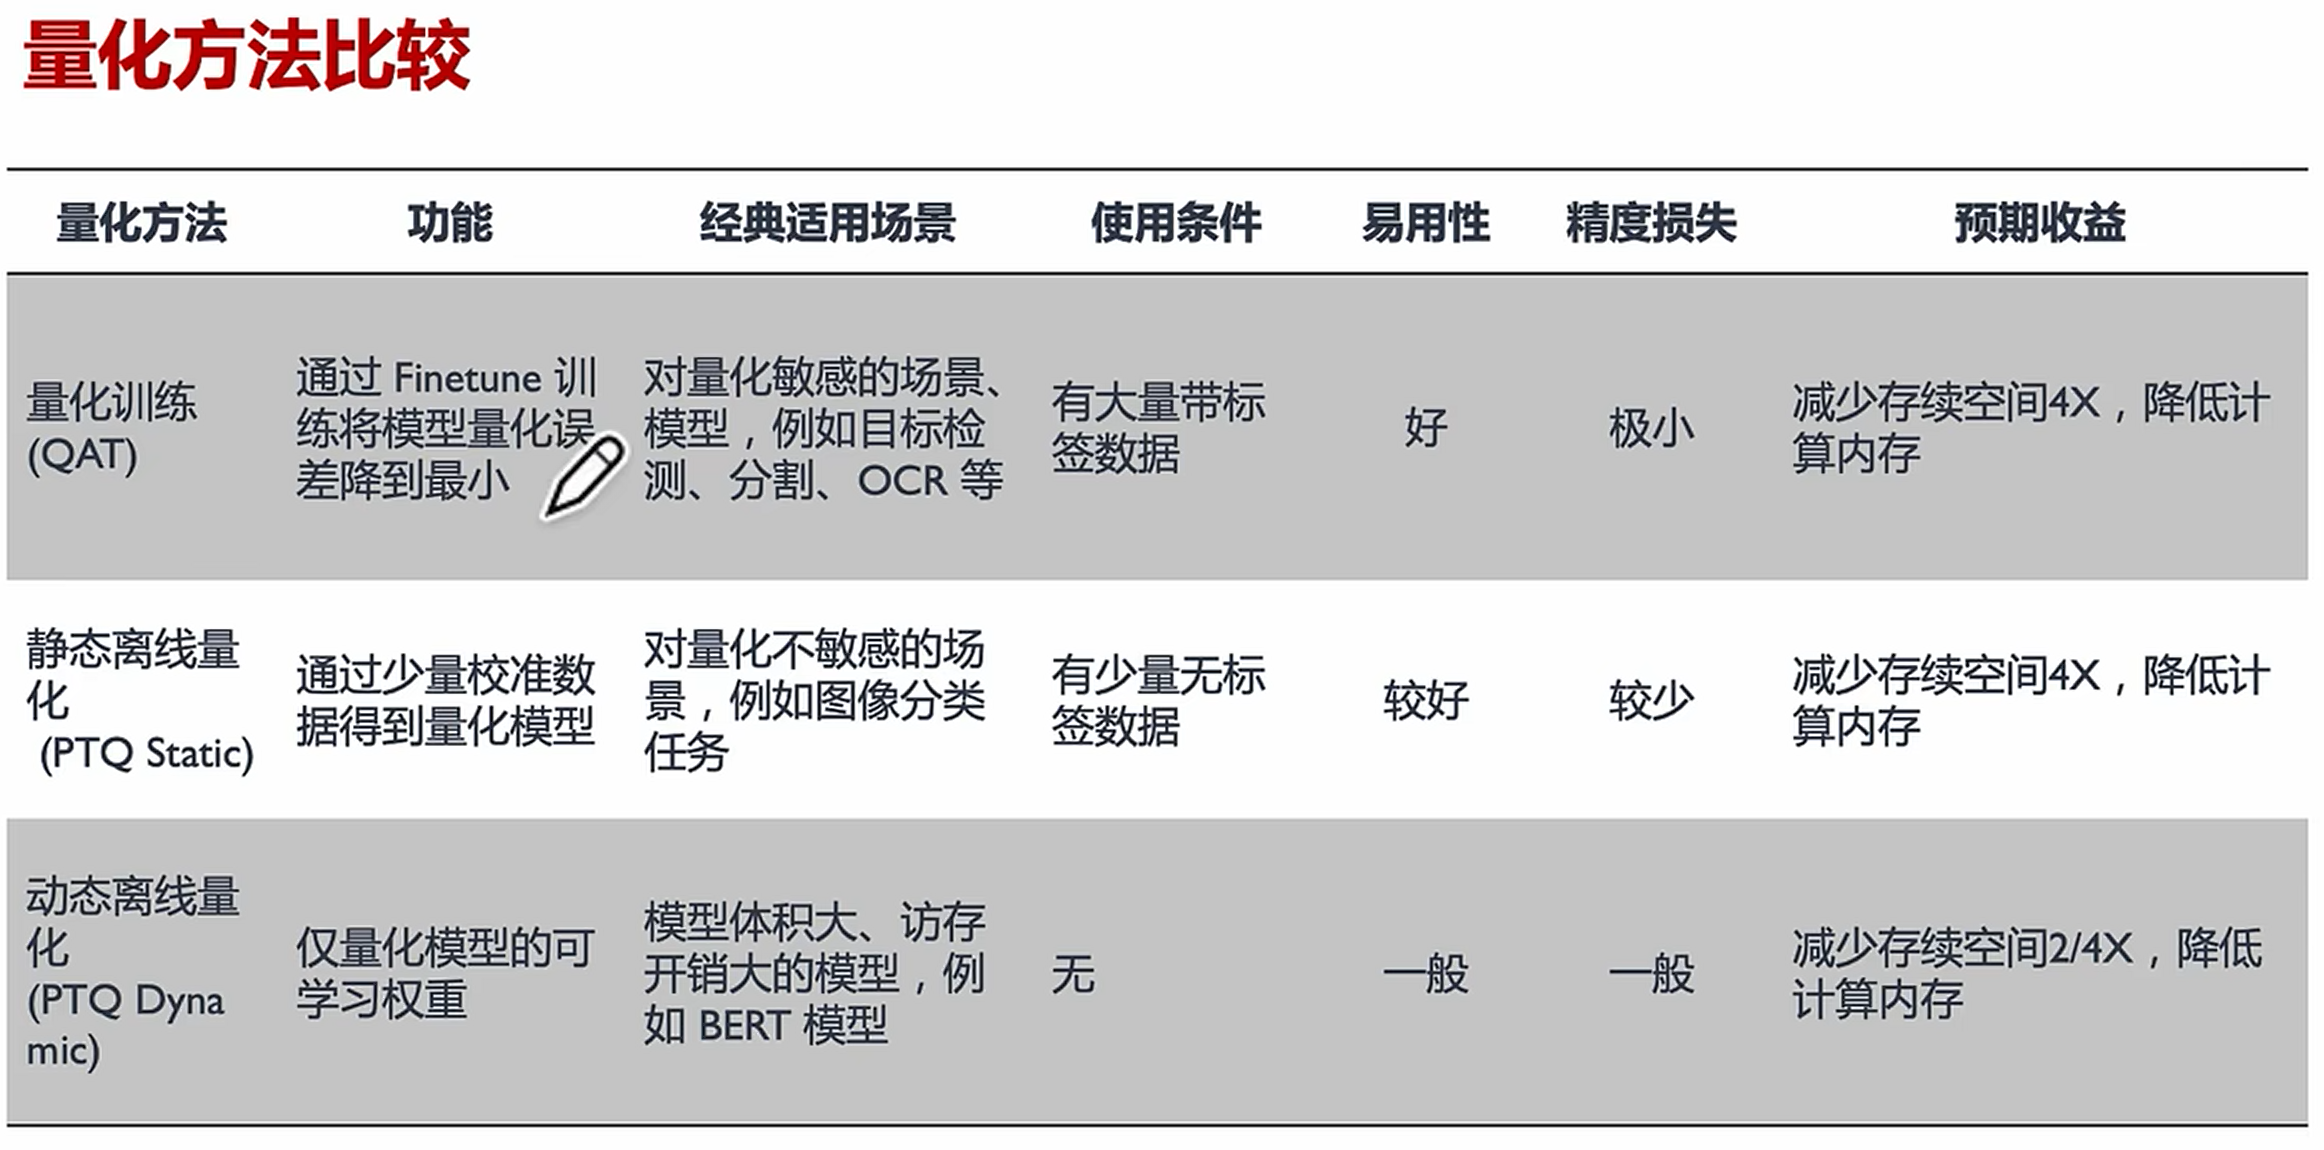 量化方法比较
量化方法 功能 经典适用场景 使用条件 易用性 精度损失 预期收益
量化训练
(QAT)
通过 Finetune 训
练将模型量化误
差降到最小
对量化敏感的场景、
模型，例如目标检
测、分割、OCR 等
有大量带标
签数据
好
极小
减少存续空间4X，降低计
算内存
静态离线量
化
(PTQ Static)
通过少量校准数
据得到量化模型
对量化不敏感的场
景，例如图像分类
任务
有少量无标
签数据
较好
较少
减少存续空间4X，降低计
算内存
动态离线量
化
(PTQ Dyna
mic)
仅量化模型的可
学习权重
模型体积大、访存
开销大的模型，例
如 BERT 模型
无
一般
一般
减少存续空间2/4X，降低
计算内存